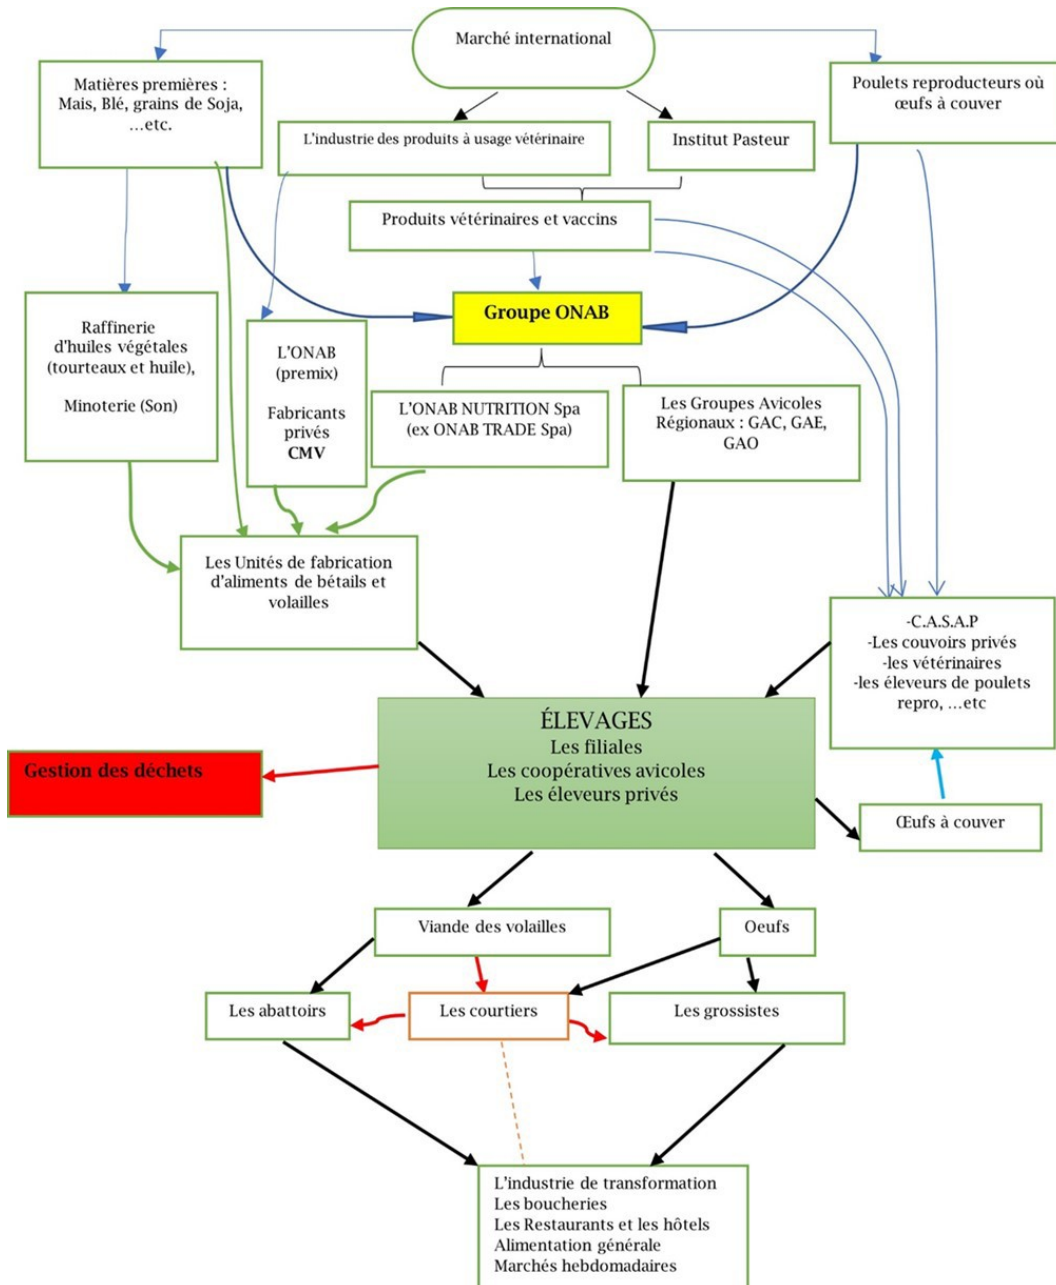 Marché international
Matières premières :
Mais, Blé, grains de Soja,
…etc.
Poulets reproducteurs où
œufs à couver
L'industrie des produits à usage vétérinaire
Institut Pasteur
Produits vétérinaires et vaccins
Groupe ONAB
Raffinerie
d'huiles végétales
(tourteaux et huile),
Minoterie (Son)
L'ONAB
(premix)
Fabricants
privés
CMV
L'ONAB NUTRITION Spa
(ex ONAB TRADE Spa)
Les Groupes Avicoles
Régionaux : GAC, GAE,
GAO
Les Unités de fabrication
d'aliments de bétails et
volailles
-C.A.S.A.P
-Les couvoirs privés
-les vétérinaires
-les éleveurs de poulets
repro, …etc
ÉLEVAGES
Les filiales
Les coopératives avicoles
Les éleveurs privés
Gestion des déchets
Œufs à couver
Viande des volailles
Oeufs
Les abattoirs
Les courtiers
Les grossistes
L'industrie de transformation
Les boucheries
Les Restaurants et les hôtels
Alimentation générale
Marchés hebdomadaires